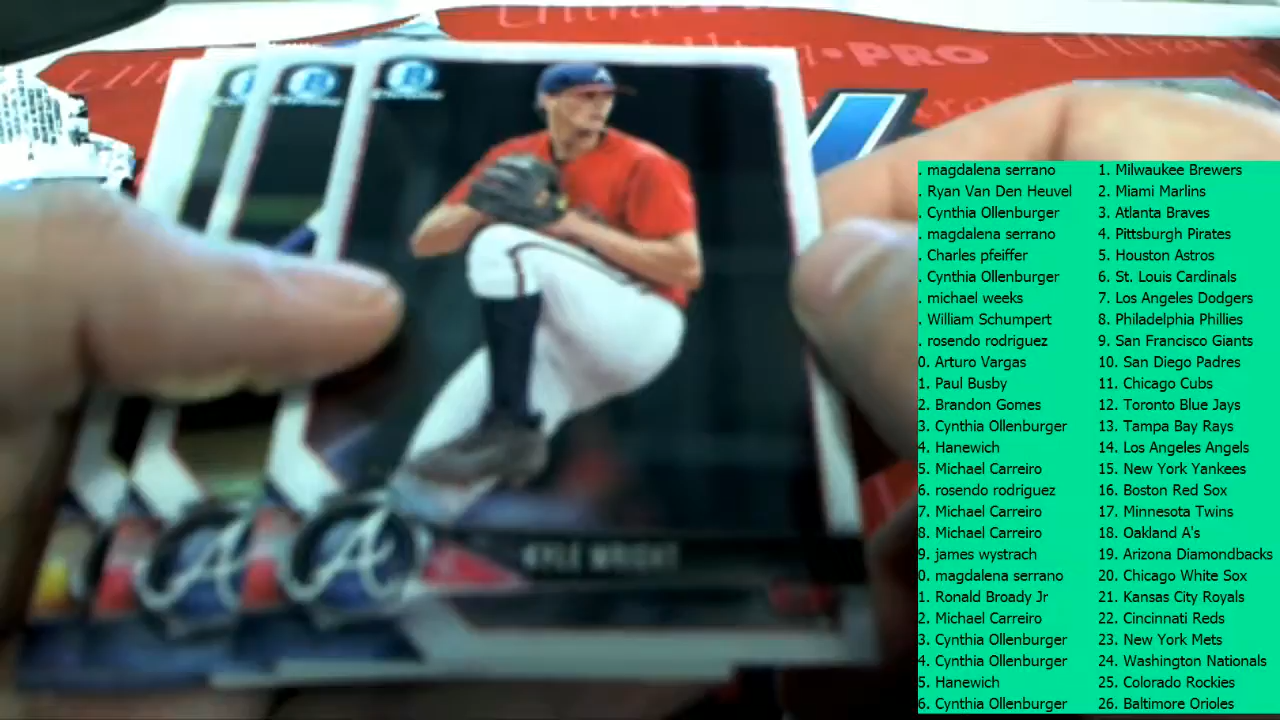 Ultra•PRO
KYLE WRIGHT
. magdalena serrano 1. Milwaukee Brewers
. Ryan Van Den Heuvel 2. Miami Marlins
. Cynthia Ollenburger 3. Atlanta Braves
. magdalena serrano 4. Pittsburgh Pirates
. Charles pfeiffer 5. Houston Astros
. Cynthia Ollenburger 6. St. Louis Cardinals
. michael weeks 7. Los Angeles Dodgers
. William Schumpert 8. Philadelphia Phillies
. rosendo rodriguez 9. San Francisco Giants
0. Arturo Vargas 10. San Diego Padres
1. Paul Busby 11. Chicago Cubs
2. Brandon Gomes 12. Toronto Blue Jays
3. Cynthia Ollenburger 13. Tampa Bay Rays
4. Hanewich 14. Los Angeles Angels
5. Michael Carreiro 15. New York Yankees
6. rosendo rodriguez 16. Boston Red Sox
7. Michael Carreiro 17. Minnesota Twins
8. Michael Carreiro 18. Oakland A's
9. james wystrach 19. Arizona Diamondbacks
0. magdalena serrano 20. Chicago White Sox
1. Ronald Broady Jr 21. Kansas City Royals
2. Michael Carreiro 22. Cincinnati Reds
3. Cynthia Ollenburger 23. New York Mets
4. Cynthia Ollenburger 24. Washington Nationals
5. Hanewich 25. Colorado Rockies
6. Cynthia Ollenburger 26. Baltimore Orioles